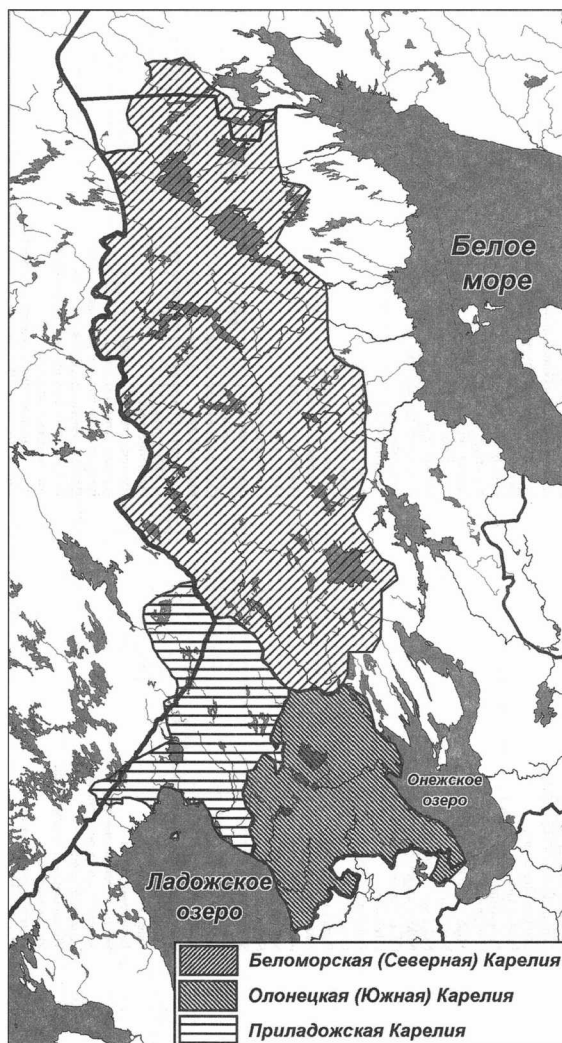 Белое
море
Онежское
озеро
Ладожское
озеро
Беломорская (Северная) Карелия
Олонецкая (Южная) Карелия
Приладожская Карелия